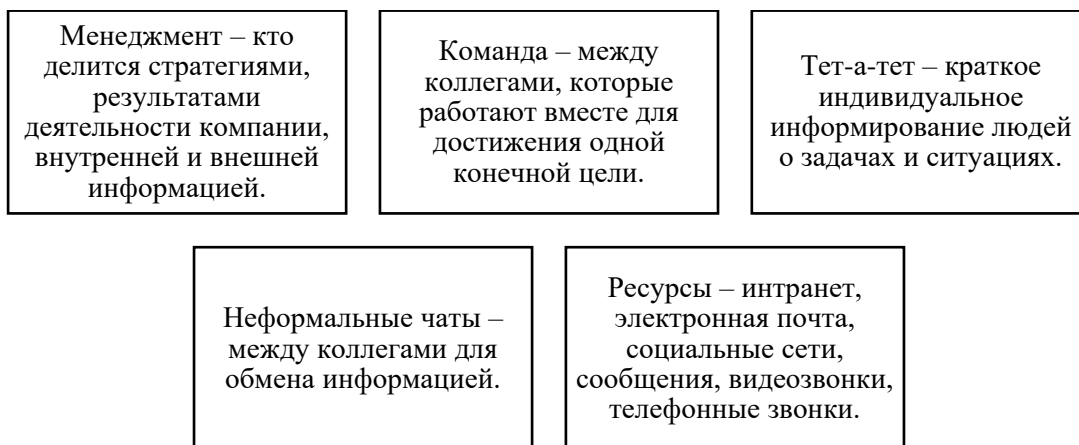 Менеджмент – кто
делится стратегиями,
результатами
деятельности компании,
внутренней и внешней
информацией.
Команда – между
коллегами, которые
работают вместе для
достижения одной
конечной цели.
Тет-а-тет – краткое
индивидуальное
информирование людей
о задачах и ситуациях.
Неформальные чаты –
между коллегами для
обмена информацией.
Ресурсы – интранет,
электронная почта,
социальные сети,
сообщения, видеозвонки,
телефонные звонки.